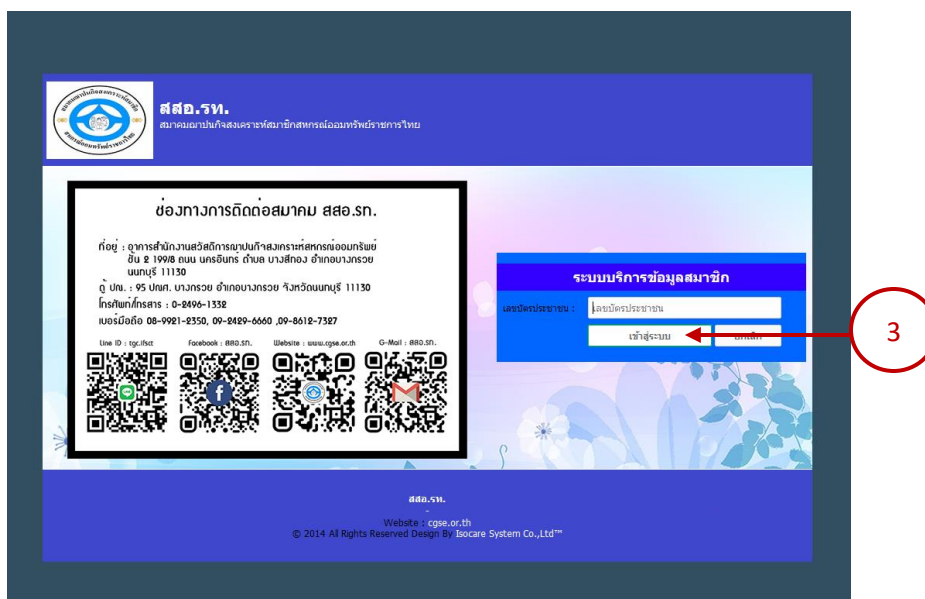 สสอ.รท.
สมาคมฌาปนกิจสงเคราะห์สมาชิกสหกรณ์ออมทรัพย์ราชการไทย
ช่องทางการติดต่อสมาคม สสอ.รท.
ที่อยู่ : อาคารสำนักงานสวัสดิการฌาปนกิจสงเคราะห์สหกรณ์ออมทรัพย์
ชั้น 2 199/8 ถนน นครอินทร ตำบล บางสีทอง อำเภอบางกรวย
นนทบุรี 11130
ตู้ ปณ. : 95 ปณศ. บางกรวย อำเภอบางกรวย จังหวัดนนทบุรี 11130
โทรศัพท์/โทรสาร : 0-2496-1332
เบอร์มือถือ 08-9921-2350, 09-2429-6660 ,09-8612-7327
Line ID : tgc.ifsct
Facebook : สสอ.รท.
Website : www.cgse.or.th
G-Mail : สสอ.รท.
ระบบบริการข้อมูลสมาชิก
เลขบัตรประชาชน :
เลขบัตรประชาชน
เข้าสู่ระบบ
ยกเลิก
3
สสอ.รท.
-
Website : cgse.or.th
© 2014 All Rights Reserved Design By Isocare System Co.,Ltd™